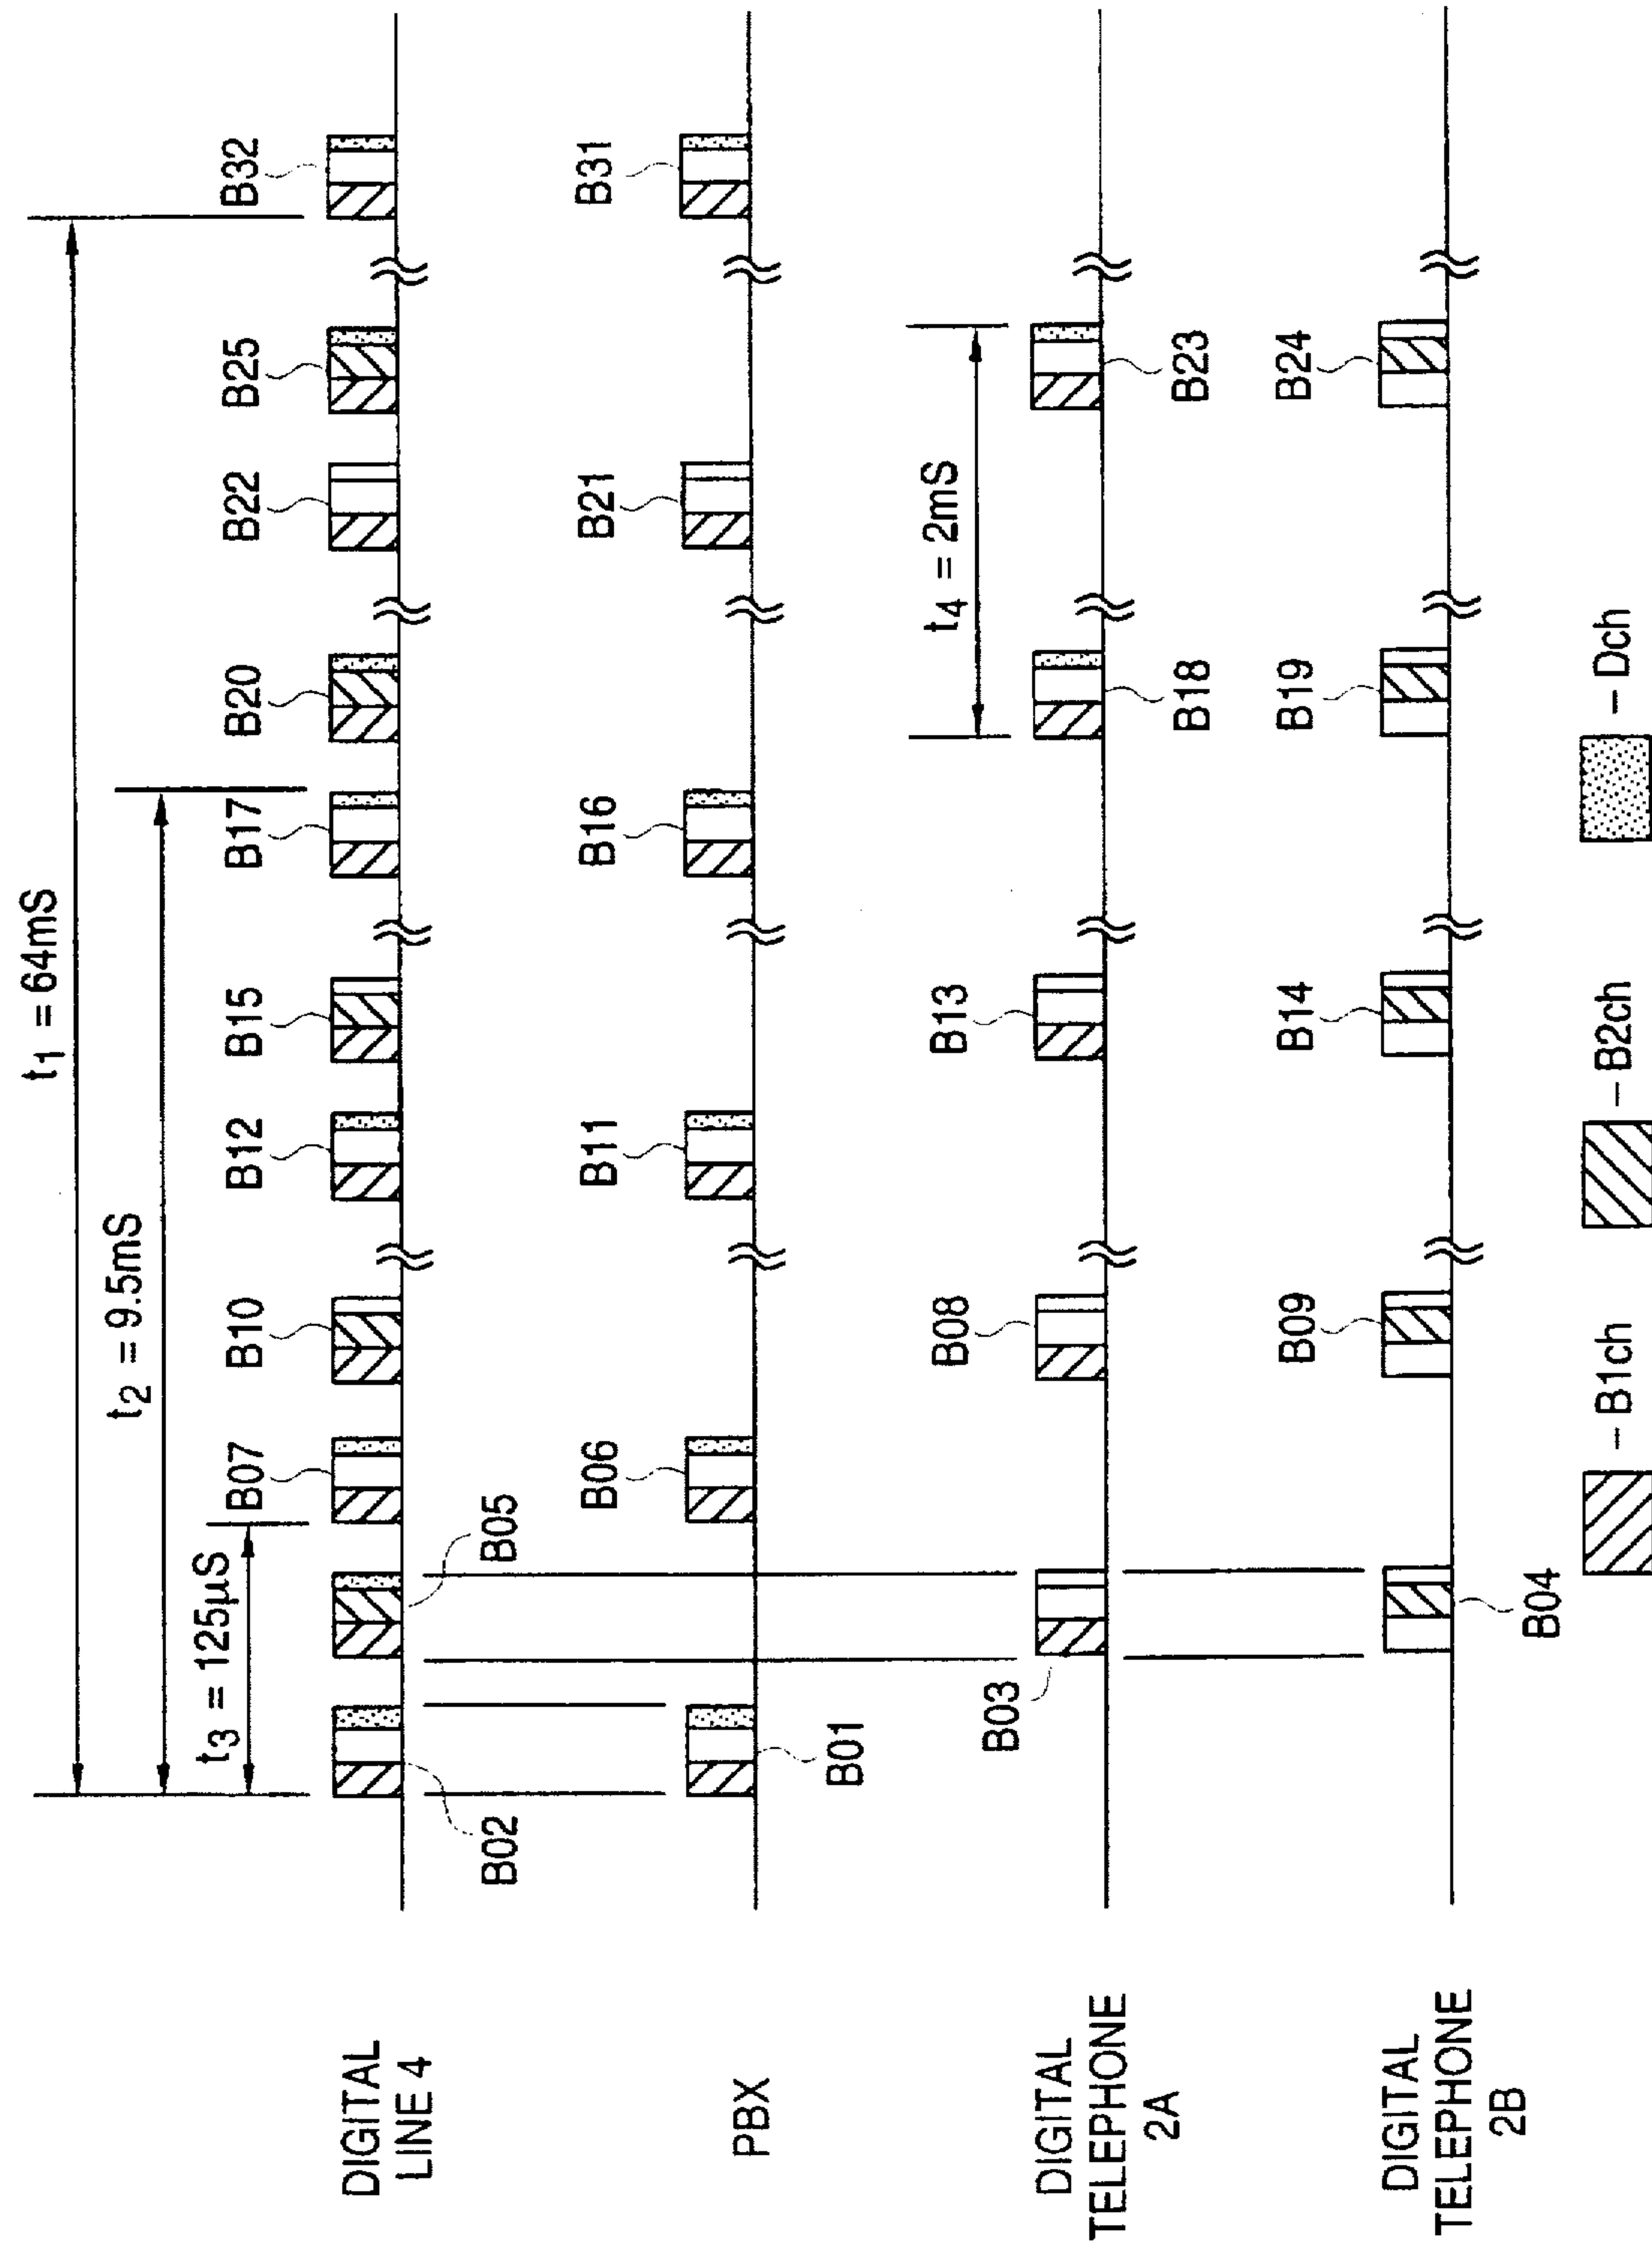 t1 = 64mS
t2 = 9.5mS
t3 = 125μS
B02
B05
B07
B10
B12
B15
B17
B20
B22
B25
B32
DIGITAL
LINE 4
B01
B06
B11
B16
B21
B31
PBX
t4 = 2mS
B03
B08
B13
B18
B23
DIGITAL
TELEPHONE
2A
B04
B09
B14
B19
B24
DIGITAL
TELEPHONE
2B
– B1ch
– B2ch
– Dch